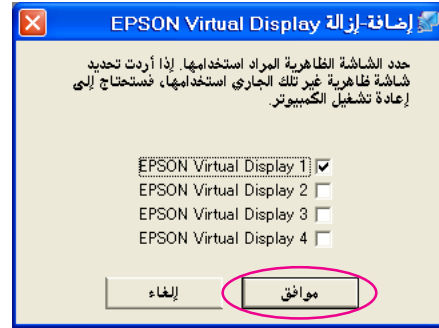 إضافة-إزالة EPSON Virtual Display
حدد الشاشة الظاهرية المراد استخدامها. إذا أردت تحديد
شاشة ظاهرية غير تلك الجاري استخدامها، فستحتاج إلى
إعادة تشغيل الكمبيوتر.
EPSON Virtual Display 1
EPSON Virtual Display 2
EPSON Virtual Display 3
EPSON Virtual Display 4
موافق إلغاء